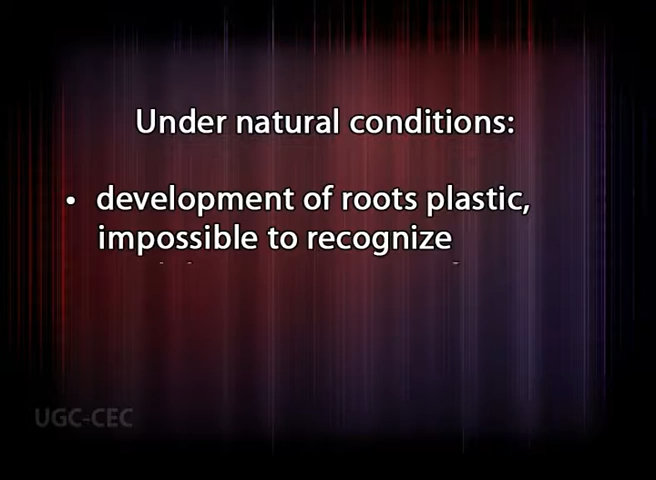 Under natural conditions:
• development of roots plastic,
impossible to recognize
UGC-CEC